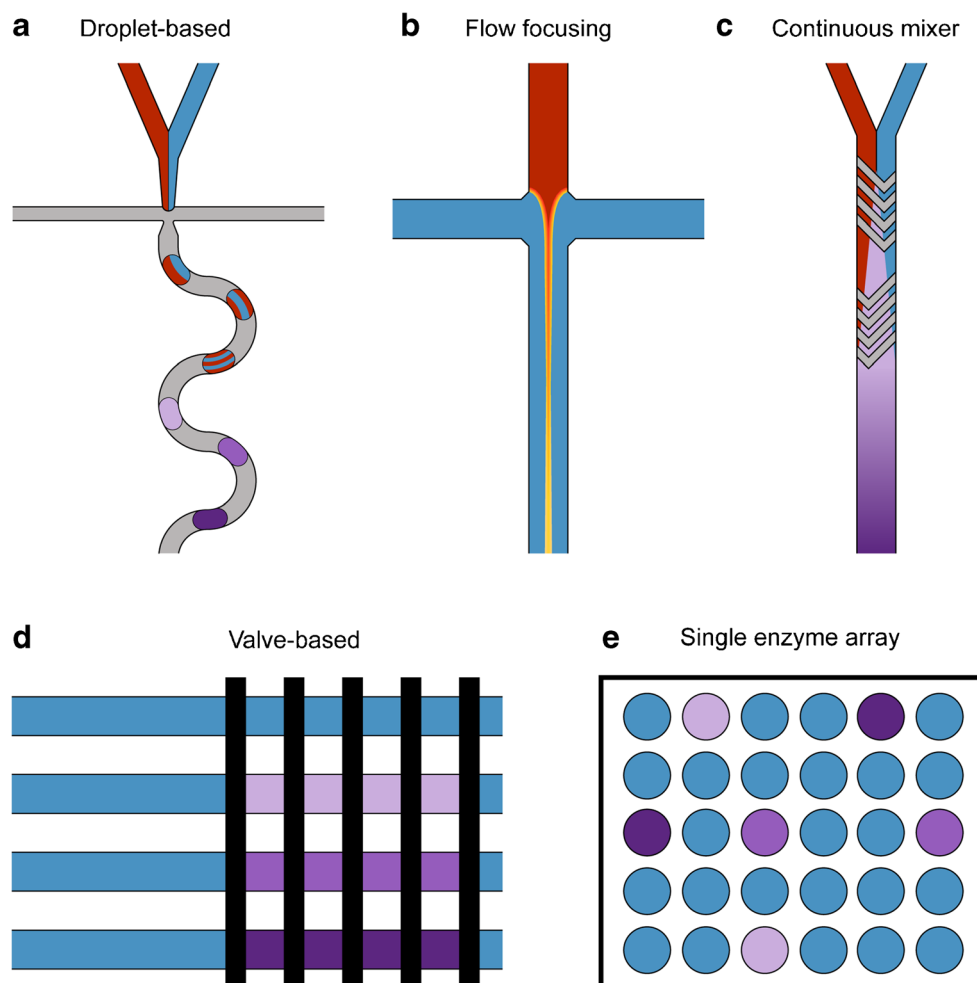 a Droplet-based
b Flow focusing
c Continuous mixer
d Valve-based
e Single enzyme array